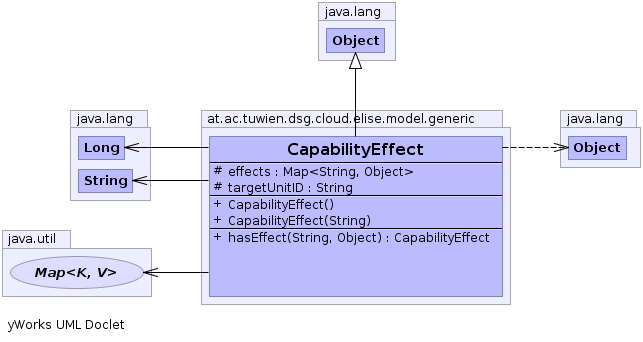 java.lang
Object
java.lang
Long
String
at.ac.tuwien.dsg.cloud.elise.model.generic
CapabilityEffect
# effects : Map<String, Object>
# targetUnitID : String
+ CapabilityEffect()
+ CapabilityEffect(String)
+ hasEffect(String, Object) : CapabilityEffect
java.lang
Object
java.util
Map<K, V>
yWorks UML Doclet